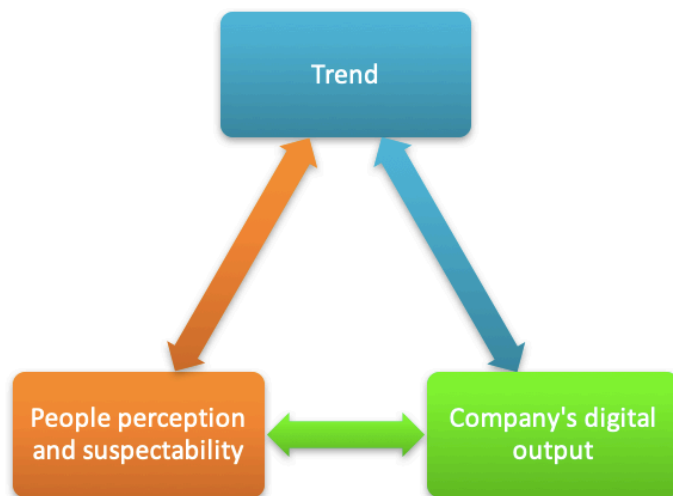 Trend
People perception
and suspectability
Company's digital
output